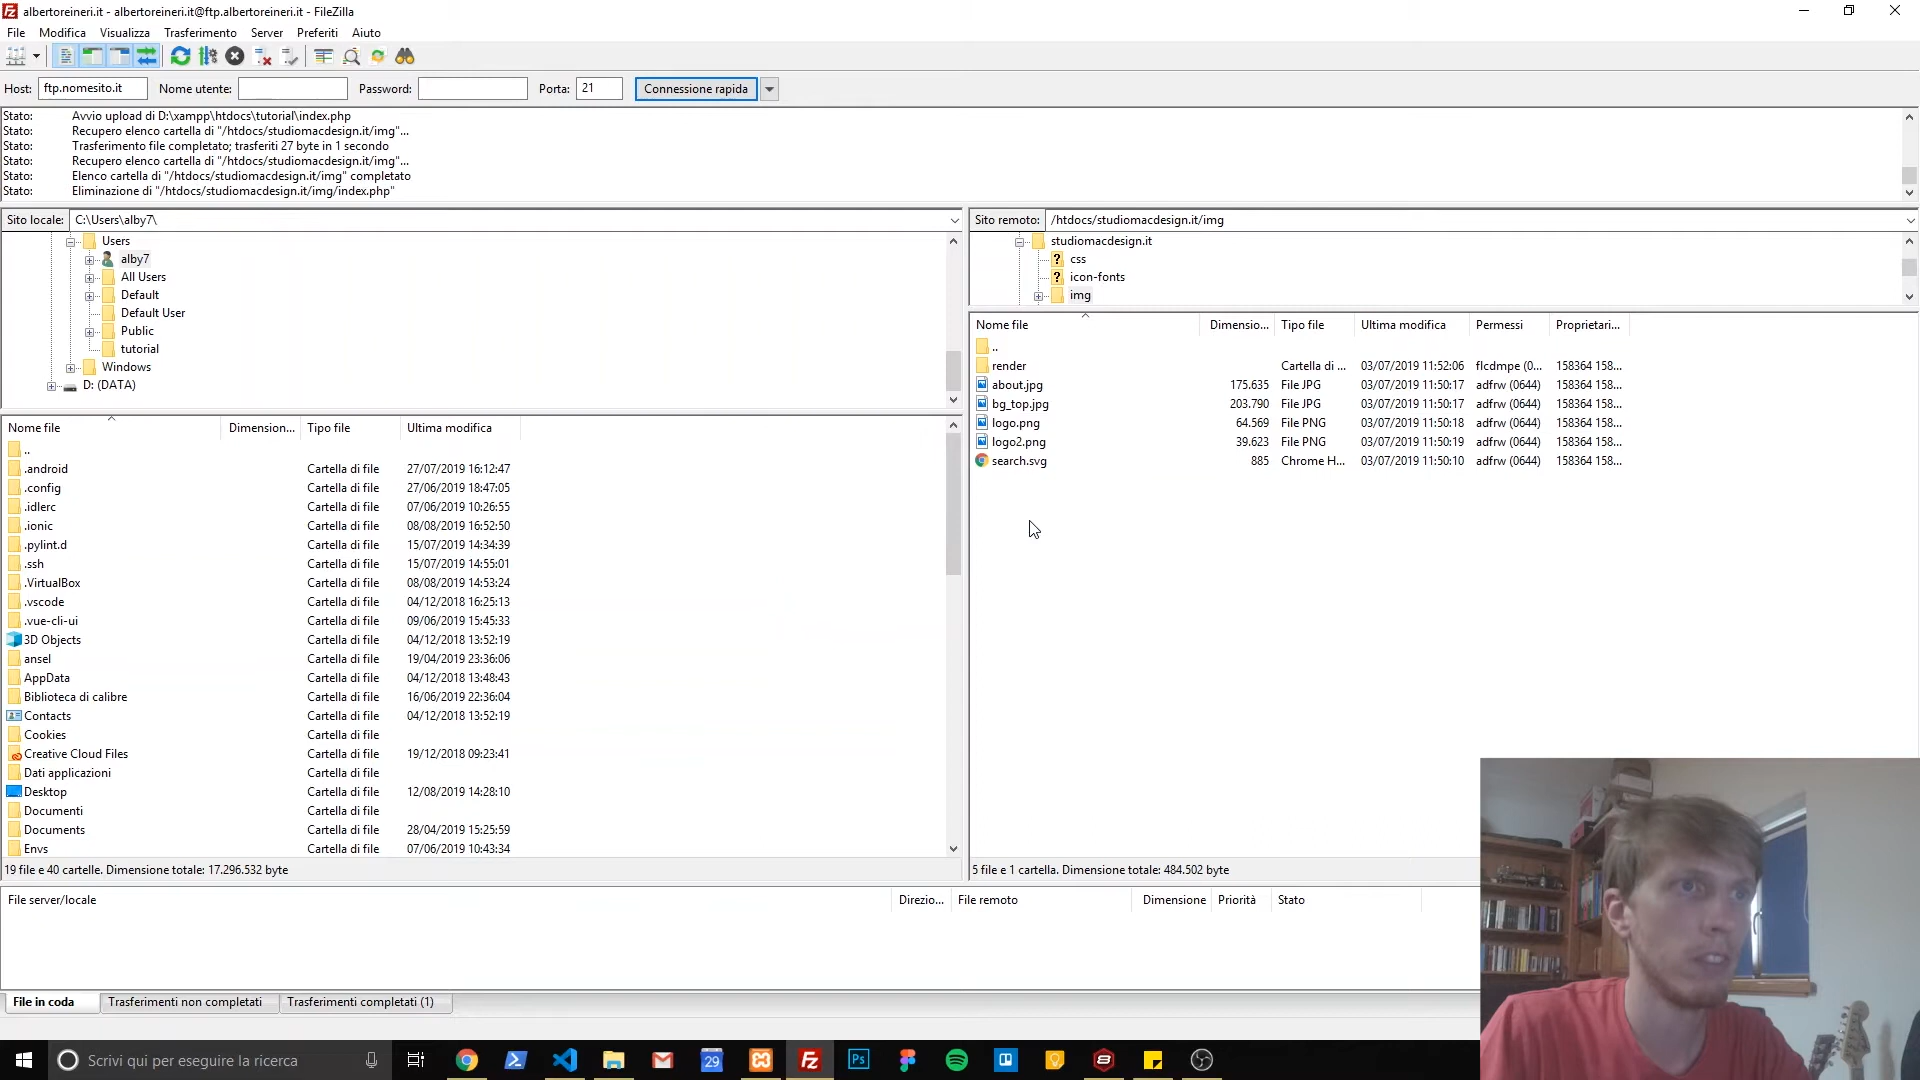 albertoreineri.it - albertoreineri.it@ftp.albertoreineri.it - FileZilla
File Modifica Visualizza Trasferimento Server Preferiti Aiuto
Host: ftp.nomesito.it Nome utente: Password: Porta: 21 Connessione rapida
Stato: Avvio upload di D:\xampp\htdocs\tutorial\index.php
Stato: Recupero elenco cartella di "/htdocs/studiomacdesign.it/img"...
Stato: Trasferimento file completato; trasferiti 27 byte in 1 secondo
Stato: Recupero elenco cartella di "/htdocs/studiomacdesign.it/img"...
Stato: Elenco cartella di "/htdocs/studiomacdesign.it/img" completato
Stato: Eliminazione di "/htdocs/studiomacdesign.it/img/index.php"
Sito locale: C:\Users\alby7\
Users
alby7
All Users
Default
Default User
Public
tutorial
Windows
D: (DATA)
Nome file Dimension... Tipo file Ultima modifica
..
.android Cartella di file 27/07/2019 16:12:47
.config Cartella di file 27/06/2019 18:47:05
.idlerc Cartella di file 07/06/2019 10:26:55
.ionic Cartella di file 08/08/2019 16:52:50
.pylint.d Cartella di file 15/07/2019 14:34:39
.ssh Cartella di file 15/07/2019 14:55:01
.VirtualBox Cartella di file 08/08/2019 14:53:24
.vscode Cartella di file 04/12/2018 16:25:13
.vue-cli-ui Cartella di file 09/06/2019 15:45:33
3D Objects Cartella di file 04/12/2018 13:52:19
ansel Cartella di file 19/04/2019 23:36:06
AppData Cartella di file 04/12/2018 13:48:43
Biblioteca di calibre Cartella di file 16/06/2019 22:36:04
Contacts Cartella di file 04/12/2018 13:52:19
Cookies Cartella di file
Creative Cloud Files Cartella di file 19/12/2018 09:23:41
Dati applicazioni Cartella di file
Desktop Cartella di file 12/08/2019 14:28:10
Documenti Cartella di file
Documents Cartella di file 28/04/2019 15:25:59
Envs Cartella di file 07/06/2019 10:43:34
19 file e 40 cartelle. Dimensione totale: 17.296.532 byte
Sito remoto: /htdocs/studiomacdesign.it/img
studiomacdesign.it
? css
? icon-fonts
img
Nome file Dimensio... Tipo file Ultima modifica Permessi Proprietari...
..
render Cartella di ... 03/07/2019 11:52:06 flcdmpe (0... 158364 158...
about.jpg 175.635 File JPG 03/07/2019 11:50:17 adfrw (0644) 158364 158...
bg_top.jpg 203.790 File JPG 03/07/2019 11:50:17 adfrw (0644) 158364 158...
logo.png 64.569 File PNG 03/07/2019 11:50:18 adfrw (0644) 158364 158...
logo2.png 39.623 File PNG 03/07/2019 11:50:19 adfrw (0644) 158364 158...
search.svg 885 Chrome H... 03/07/2019 11:50:10 adfrw (0644) 158364 158...
5 file e 1 cartella. Dimensione totale: 484.502 byte
File server/locale Direzio... File remoto Dimensione Priorità Stato
File in coda Trasferimenti non completati Trasferimenti completati (1)
Scrivi qui per eseguire la ricerca 29 Fz Ps